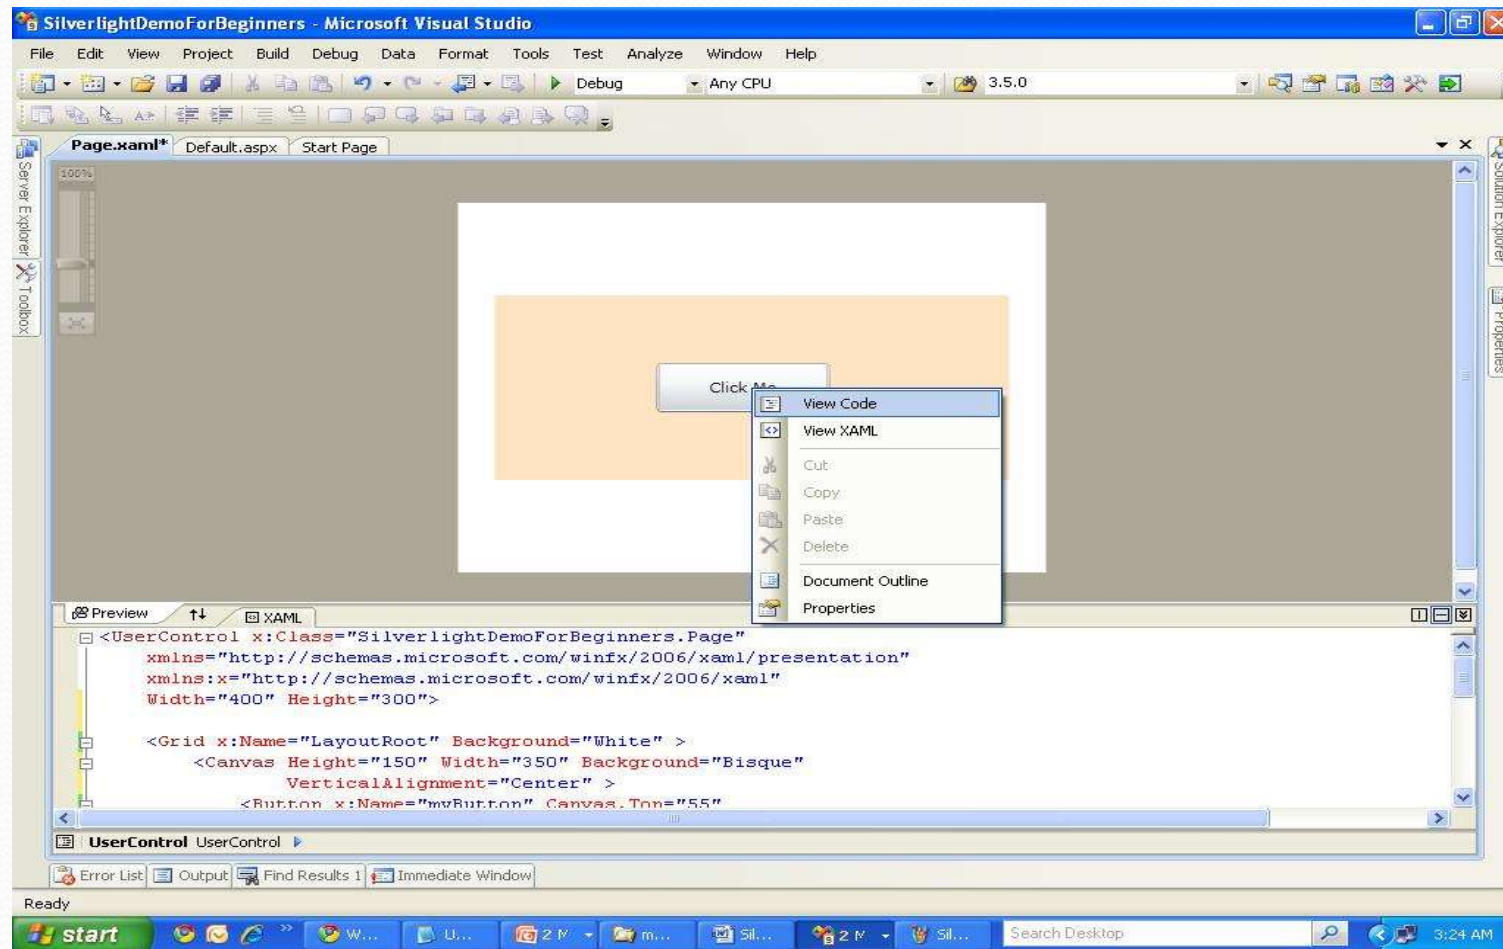 SilverlightDemoForBeginners - Microsoft Visual Studio
File Edit View Project Build Debug Data Format Tools Test Analyze Window Help
Debug Any CPU 3.5.0
Page.xaml* Default.aspx Start Page
Server Explorer
Toolbox
Solution Explorer
Properties
100%
Click Me
View Code
View XAML
Cut
Copy
Paste
Delete
Document Outline
Properties
Preview XAML
<UserControl x:Class="SilverlightDemoForBeginners.Page"
xmlns="http://schemas.microsoft.com/winfx/2006/xaml/presentation"
xmlns:x="http://schemas.microsoft.com/winfx/2006/xaml"
Width="400" Height="300">
<Grid x:Name="LayoutRoot" Background="White" >
<Canvas Height="150" Width="350" Background="Bisque"
VerticalAlignment="Center" >
<Button x:Name="myButton" Canvas.Top="55"
UserControl UserControl
Error List Output Find Results 1 Immediate Window
Ready
start W... U... 2 M m... Sil... 2 M Sil... Search Desktop 3:24 AM